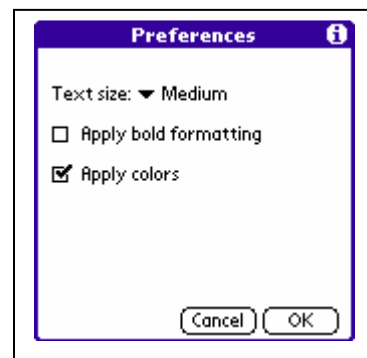 Preferences
Text size: Medium
Apply bold formatting
Apply colors
Cancel OK